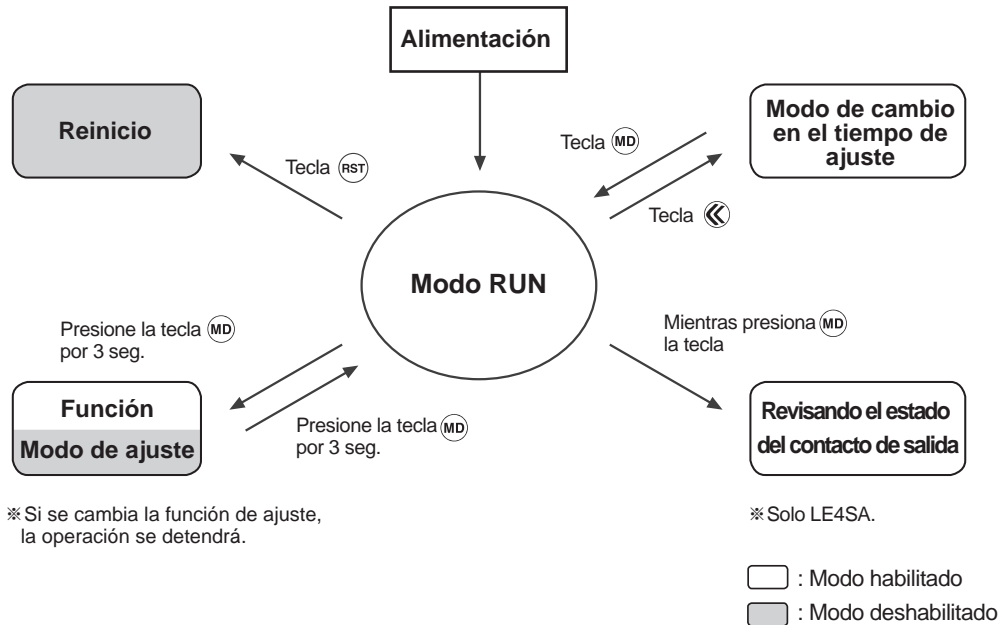 Alimentación
Reinicio
Modo de cambio
en el tiempo de
ajuste
Tecla MD
Tecla RST
Tecla
Modo RUN
Presione la tecla MD
por 3 seg.
Mientras presiona MD
la tecla
Función
Modo de ajuste
Presione la tecla MD
por 3 seg.
Revisando el estado
del contacto de salida
※Si se cambia la función de ajuste,
la operación se detendrá.
※Solo LE4SA.
: Modo habilitado
: Modo deshabilitado